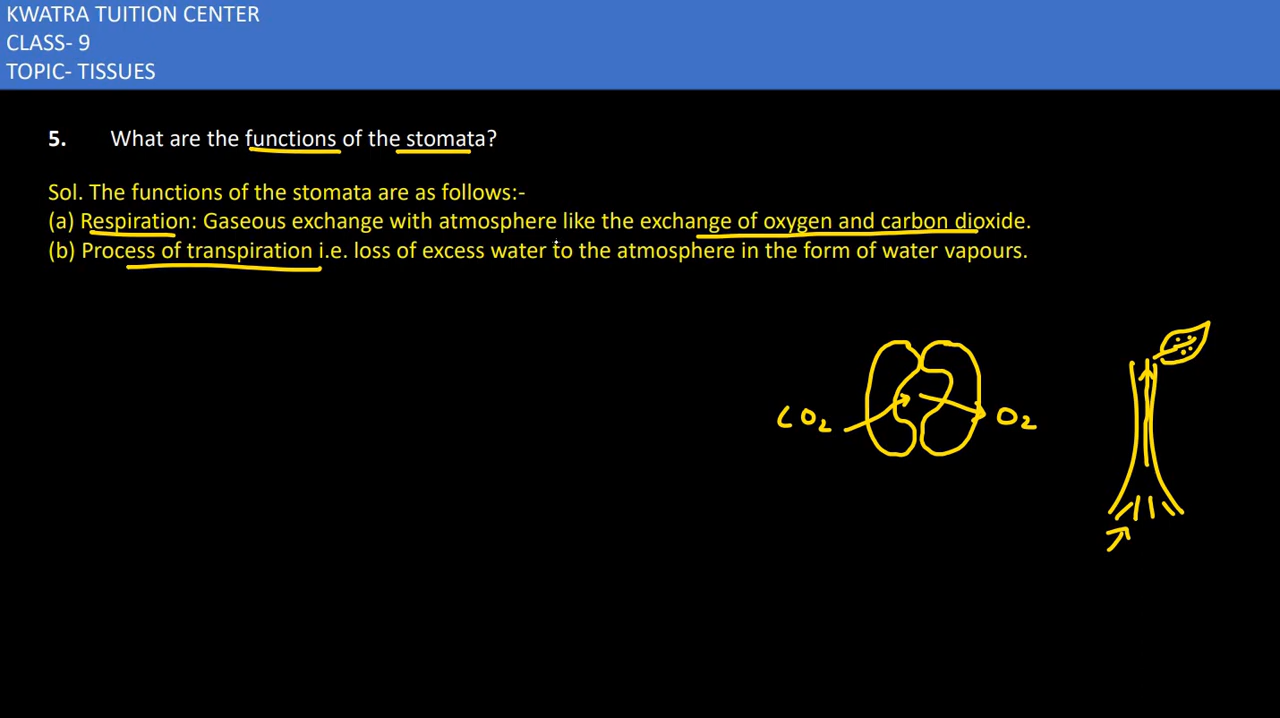 KWATRA TUITION CENTER
CLASS- 9
TOPIC- TISSUES
5. What are the functions of the stomata?
Sol. The functions of the stomata are as follows:-
(a) Respiration: Gaseous exchange with atmosphere like the exchange of oxygen and carbon dioxide.
(b) Process of transpiration i.e. loss of excess water to the atmosphere in the form of water vapours.
CO2 O2